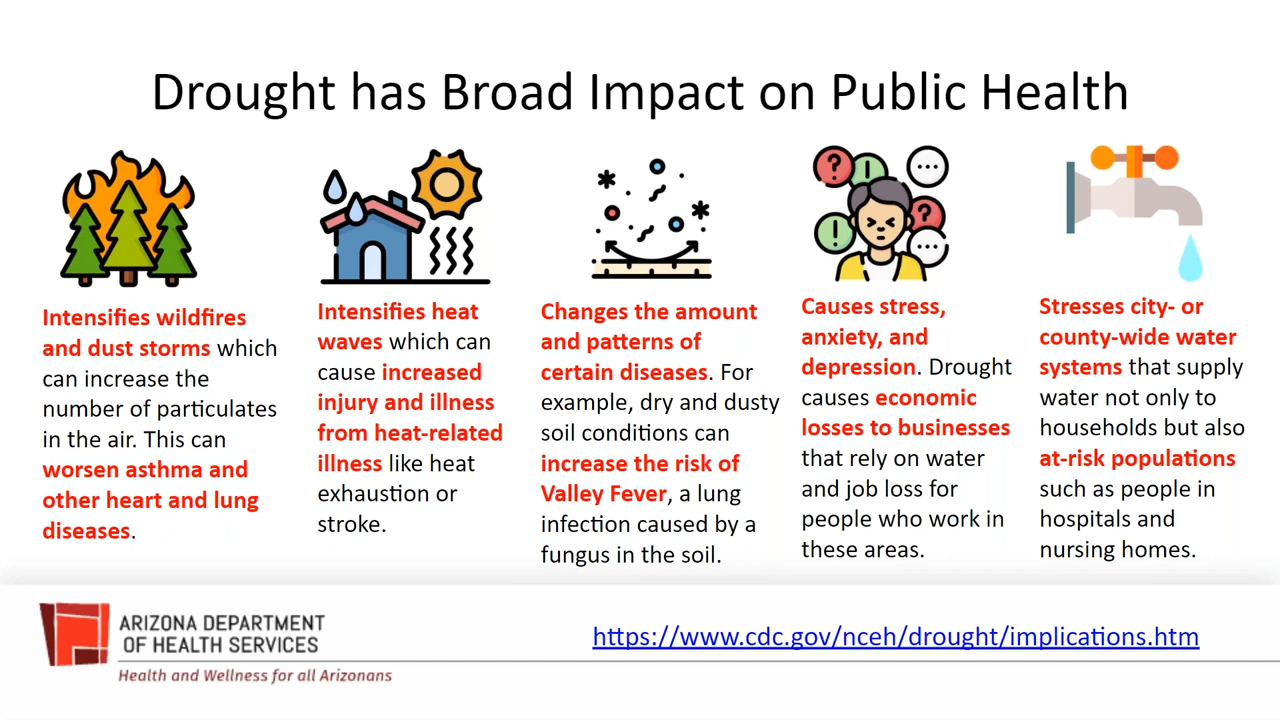 Drought has Broad Impact on Public Health
Intensifies wildfires
and dust storms which
can increase the
number of particulates
in the air. This can
worsen asthma and
other heart and lung
diseases.
Intensifies heat
waves which can
cause increased
injury and illness
from heat-related
illness like heat
exhaustion or
stroke.
Changes the amount
and patterns of
certain diseases. For
example, dry and dusty
soil conditions can
increase the risk of
Valley Fever, a lung
infection caused by a
fungus in the soil.
Causes stress,
anxiety, and
depression. Drought
causes economic
losses to businesses
that rely on water
and job loss for
people who work in
these areas.
Stresses city- or
county-wide water
systems that supply
water not only to
households but also
at-risk populations
such as people in
hospitals and
nursing homes.
ARIZONA DEPARTMENT
OF HEALTH SERVICES
Health and Wellness for all Arizonans
https://www.cdc.gov/nceh/drought/implications.htm